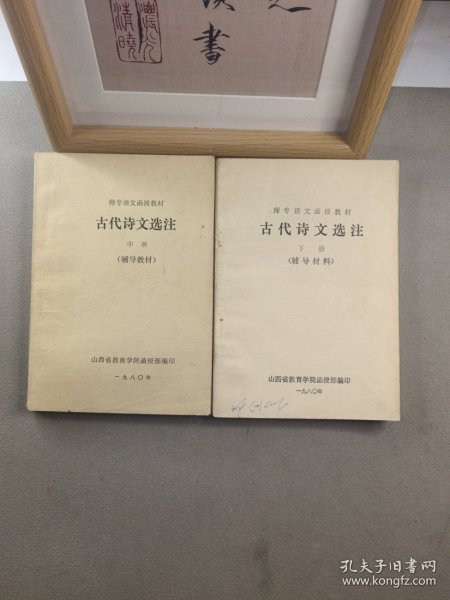 书
清晓
师专语文函授教材
古代诗文选注
中册
(辅导教材)
山西省教育学院函授部编印
一九八〇年
师专语文函授教材
古代诗文选注
下册
(辅导材料)
山西省教育学院函授部编印
一九八〇年
孔夫子旧书网
www.kongfz.com